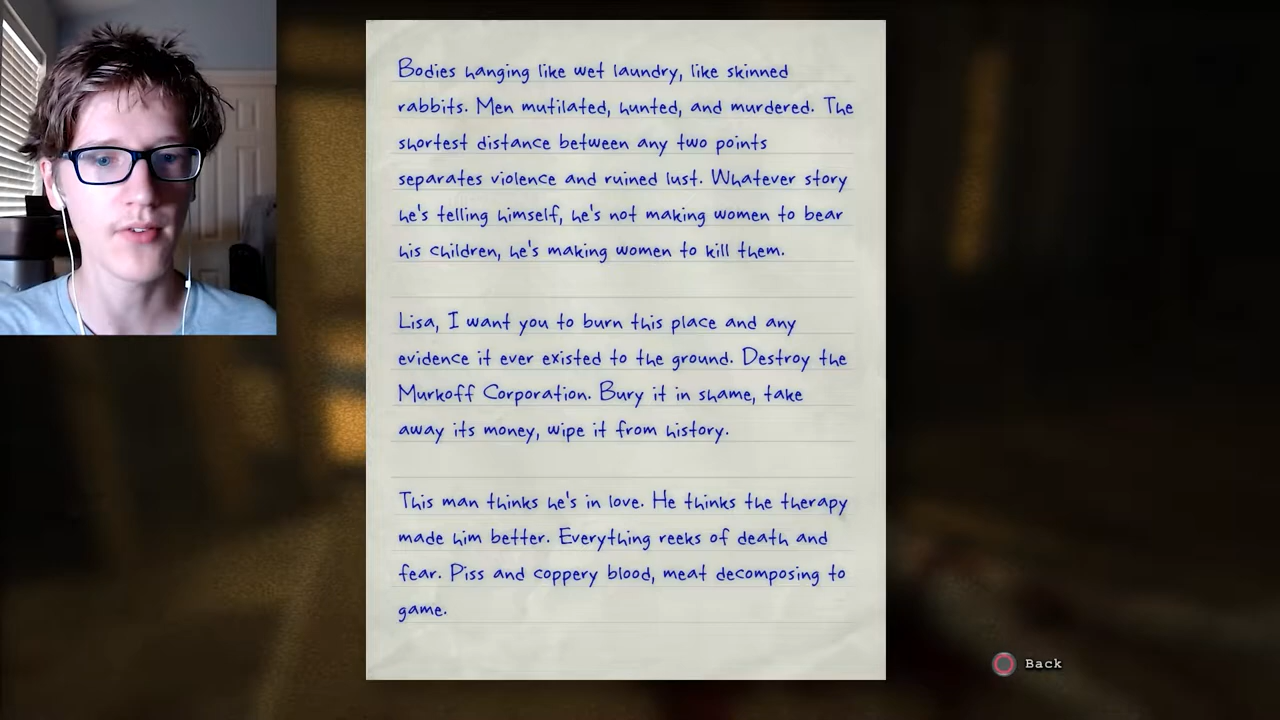 Bodies hanging like wet laundry, like skinned
rabbits. Men mutilated, hunted, and murdered. The
shortest distance between any two points
separates violence and ruined lust. Whatever story
he's telling himself, he's not making women to bear
his children, he's making women to kill them.
Lisa, I want you to burn this place and any
evidence it ever existed to the ground. Destroy the
Murkoff Corporation. Bury it in shame, take
away its money, wipe it from history.
This man thinks he's in love. He thinks the therapy
made him better. Everything reeks of death and
fear. Piss and coppery blood, meat decomposing to
game.
Back